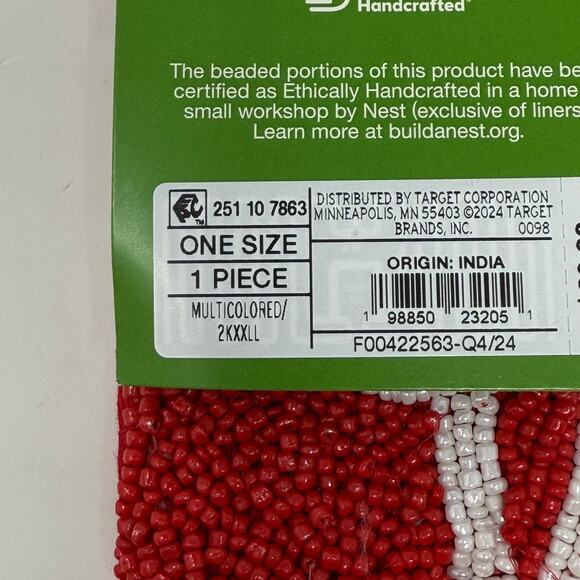 Handcrafted
The beaded portions of this product have be
certified as Ethically Handcrafted in a home
small workshop by Nest (exclusive of liners
Learn more at buildanest.org.
251 10 7863
ONE SIZE
1 PIECE
MULTICOLORED/
2KXXLL
DISTRIBUTED BY TARGET CORPORATION
MINNEAPOLIS, MN 55403 ©2024 TARGET
BRANDS, INC. 0098
ORIGIN: INDIA
1 98850 23205 1
F00422563-Q4/24